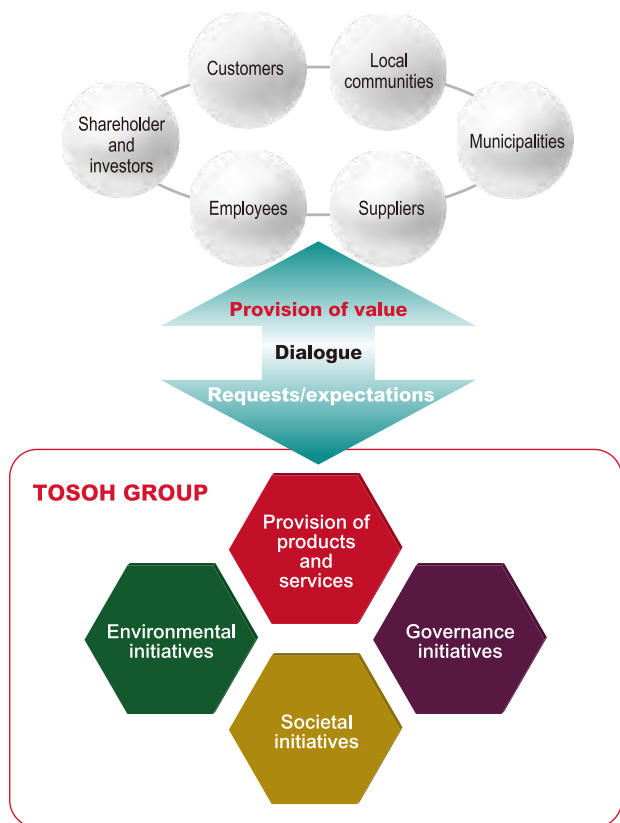 Customers
Local
communities
Shareholder
and
investors
Municipalities
Employees
Suppliers
Provision of value
Dialogue
Requests/expectations
TOSOH GROUP
Provision of
products
and
services
Environmental
initiatives
Governance
initiatives
Societal
initiatives